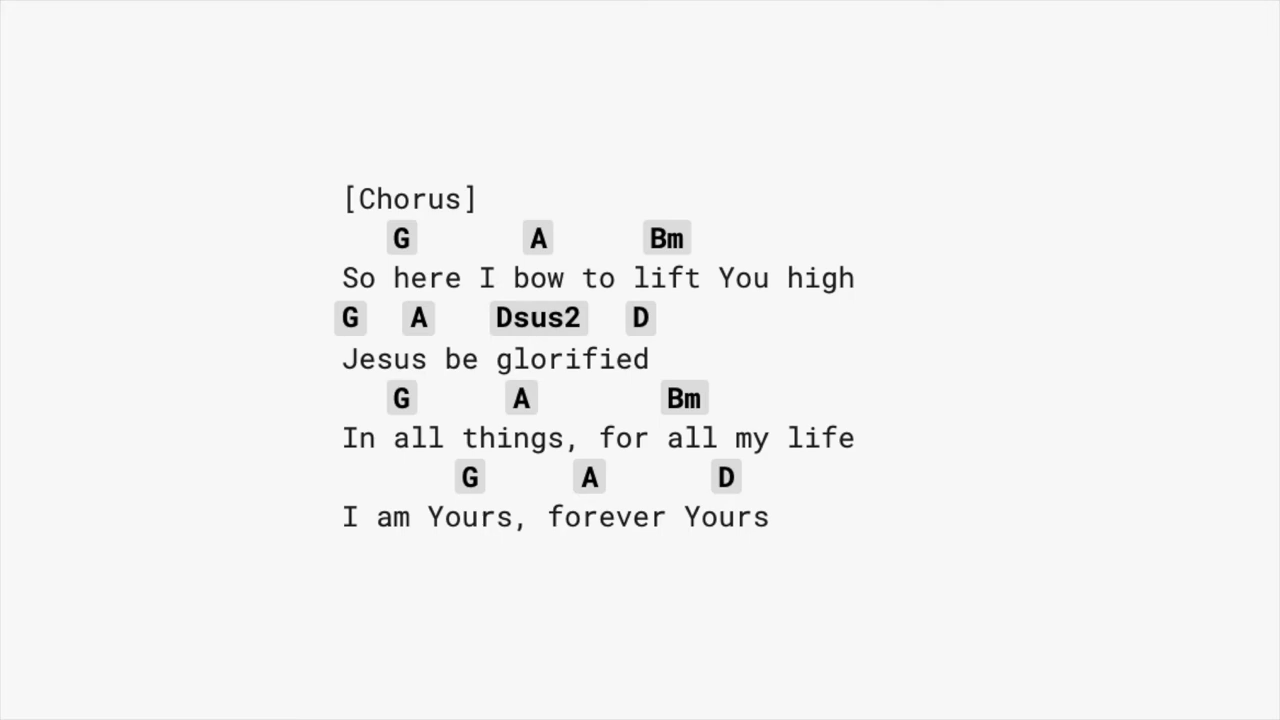 [Chorus]
G A Bm
So here I bow to lift You high
G A Dsus2 D
Jesus be glorified
G A Bm
In all things, for all my life
G A D
I am Yours, forever Yours